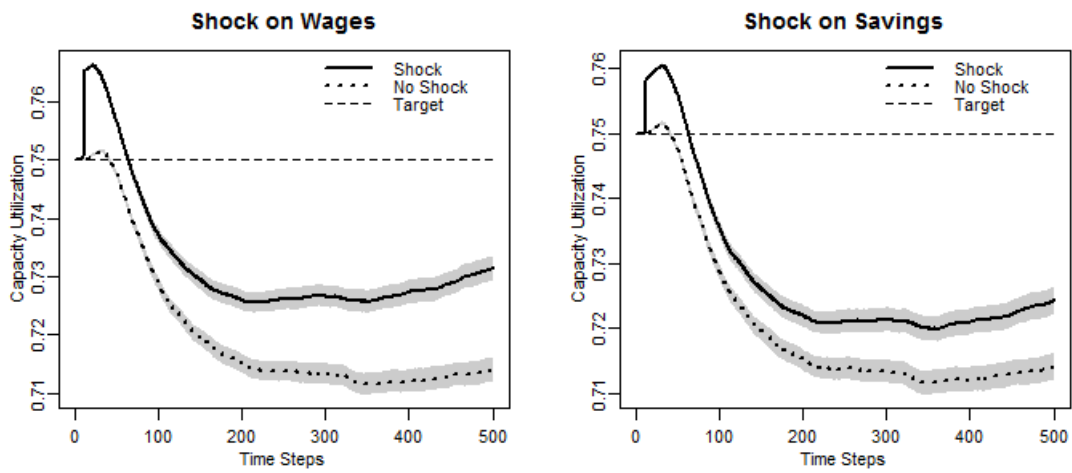 Shock on Wages
Capacity Utilization
0.71 0.72 0.73 0.74 0.75 0.76
Shock
No Shock
Target
0 100 200 300 400 500
Time Steps
Shock on Savings
Capacity Utilization
0.71 0.72 0.73 0.74 0.75 0.76
Shock
No Shock
Target
0 100 200 300 400 500
Time Steps